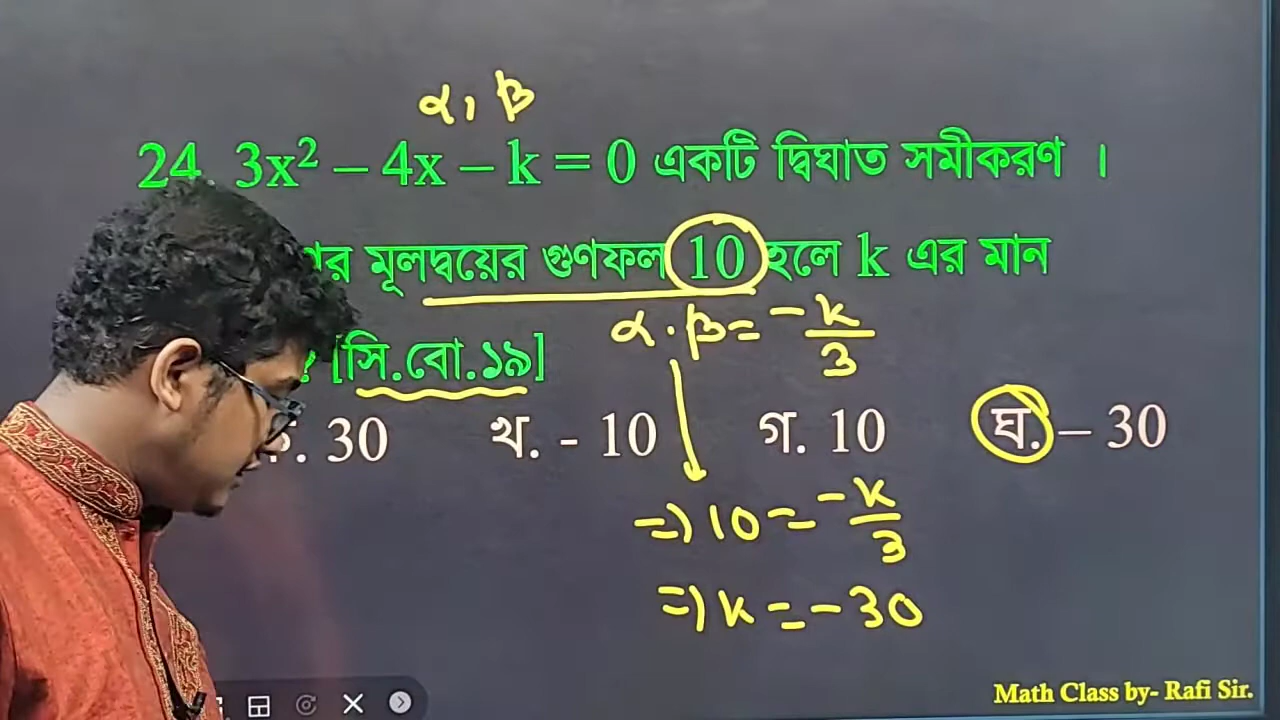 α, β
24. 3x² – 4x – k = 0 একটি দ্বিঘাত সমীকরণ ।
মূলদ্বয়ের গুণফল 10 হলে k এর মান
α . β = -k/3
? [সি.বো.১৯]
ক. 30 খ. - 10 গ. 10 ঘ. – 30
=> 10 = -k/3
=> k = -30
Math Class by- Rafi Sir.